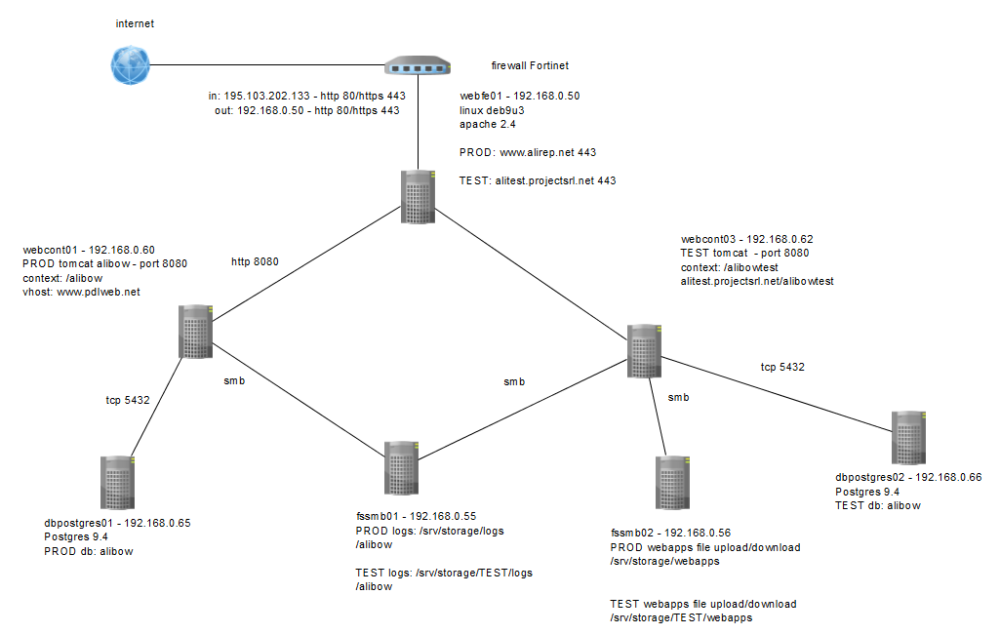 internet
firewall Fortinet
in: 195.103.202.133 - http 80/https 443
out: 192.168.0.50 - http 80/https 443
webfe01 - 192.168.0.50
linux deb9u3
apache 2.4
PROD: www.alirep.net 443
TEST: alitest.projectsrl.net 443
webcont01 - 192.168.0.60
PROD tomcat alibow - port 8080
context: /alibow
vhost: www.pdlweb.net
http 8080
webcont03 - 192.168.0.62
TEST tomcat - port 8080
context: /alibowtest
alitest.projectsrl.net/alibowtest
tcp 5432
smb
smb
smb
tcp 5432
dbpostgres01 - 192.168.0.65
Postgres 9.4
PROD db: alibow
fssmb01 - 192.168.0.55
PROD logs: /srv/storage/logs
/alibow
TEST logs: /srv/storage/TEST/logs
/alibow
fssmb02 - 192.168.0.56
PROD webapps file upload/download
/srv/storage/webapps
TEST webapps file upload/download
/srv/storage/TEST/webapps
dbpostgres02 - 192.168.0.66
Postgres 9.4
TEST db: alibow